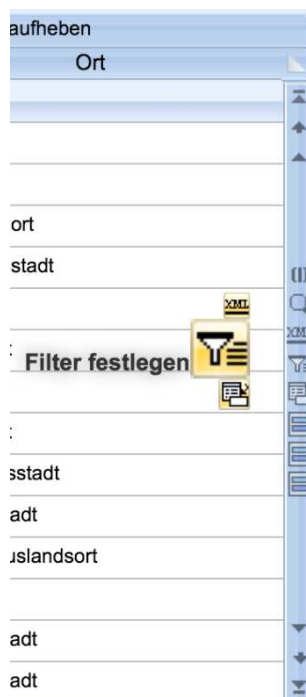 aufheben
Ort
ort
stadt
XML
Filter festlegen
sstadt
adt
uslandsort
adt
adt